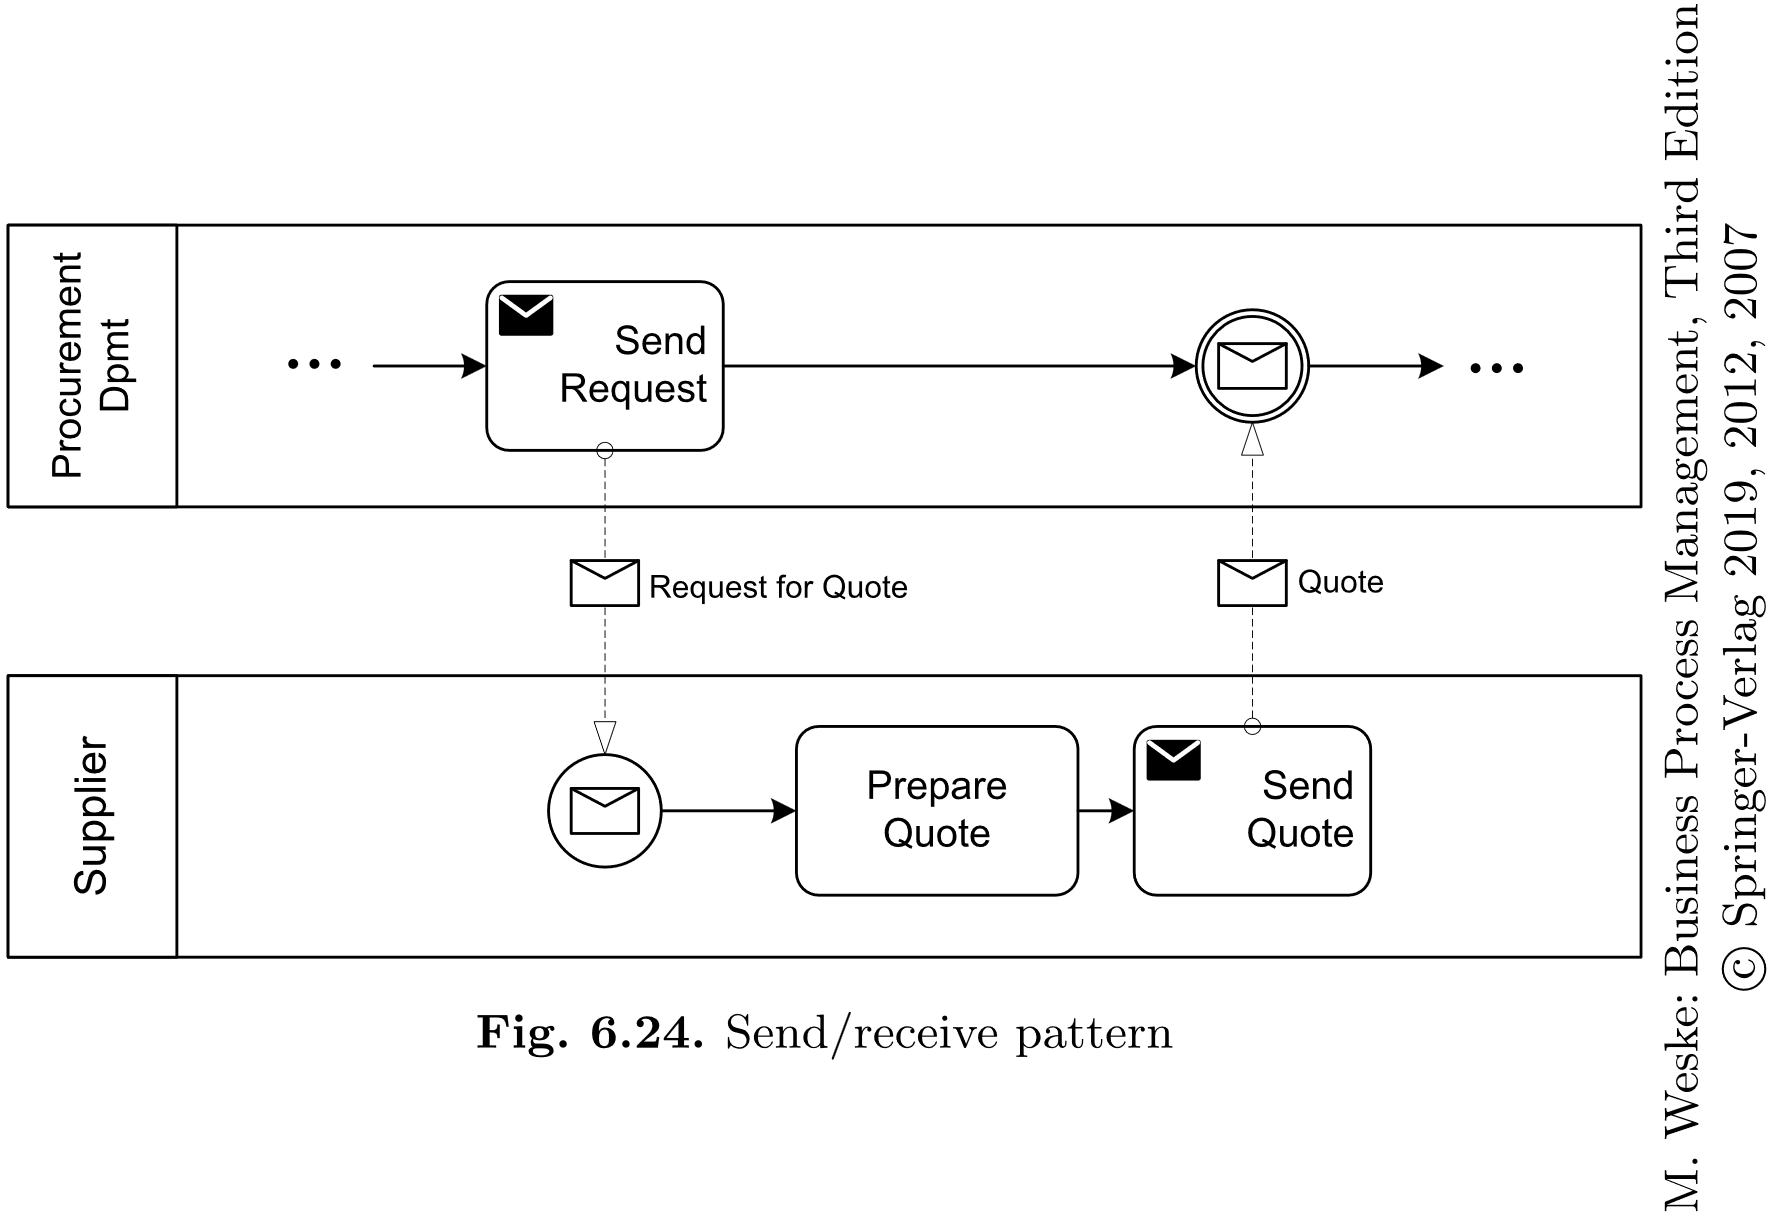 Procurement
Dpmt
•••
Send
Request
•••
Request for Quote
Quote
Supplier
Prepare
Quote
Send
Quote
Fig. 6.24. Send/receive pattern
M. Weske: Business Process Management, Third Edition
© Springer-Verlag 2019, 2012, 2007